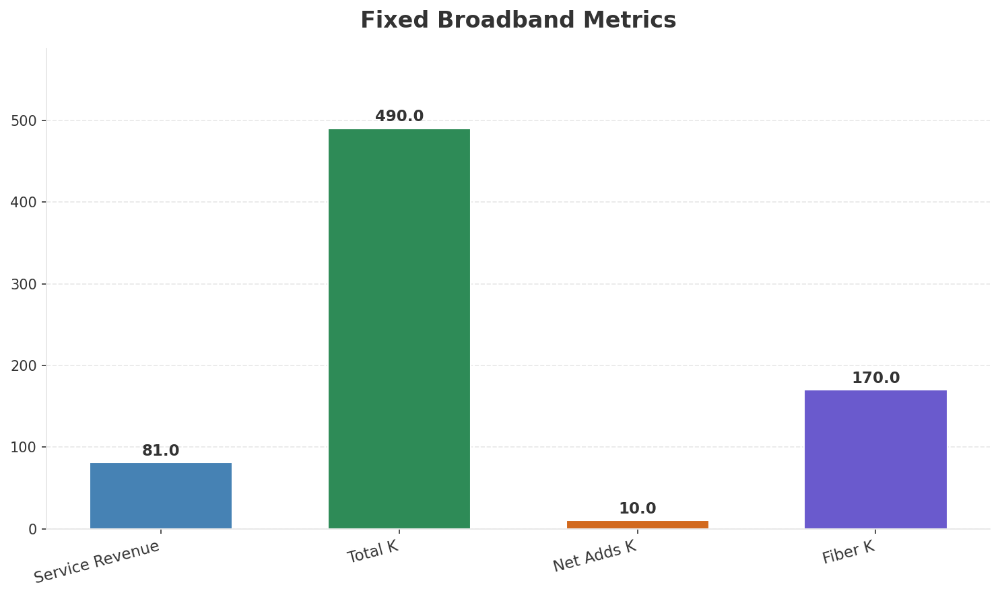 Fixed Broadband Metrics
500
400
300
200
100
0
490.0
170.0
81.0
10.0
Service Revenue
Total K
Net Adds K
Fiber K